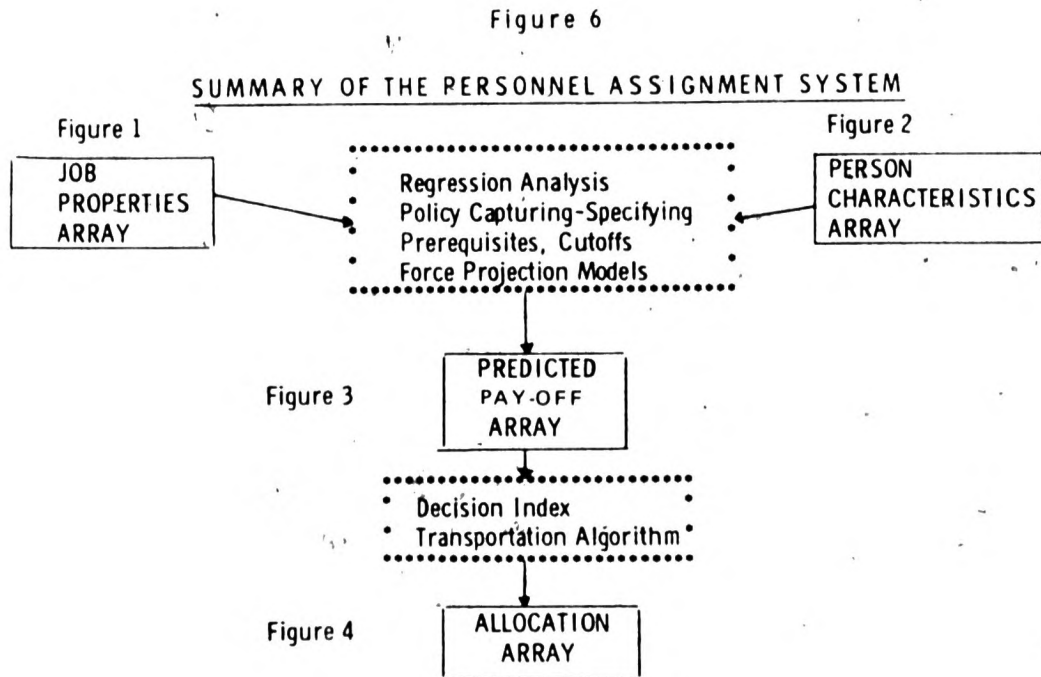 Figure 6
SUMMARY OF THE PERSONNEL ASSIGNMENT SYSTEM
Figure 1
JOB
PROPERTIES
ARRAY
Regression Analysis
Policy Capturing-Specifying
Prerequisites, Cutoffs
Force Projection Models
Figure 2
PERSON
CHARACTERISTICS
ARRAY
Figure 3
PREDICTED
PAY-OFF
ARRAY
Decision Index
Transportation Algorithm
Figure 4
ALLOCATION
ARRAY